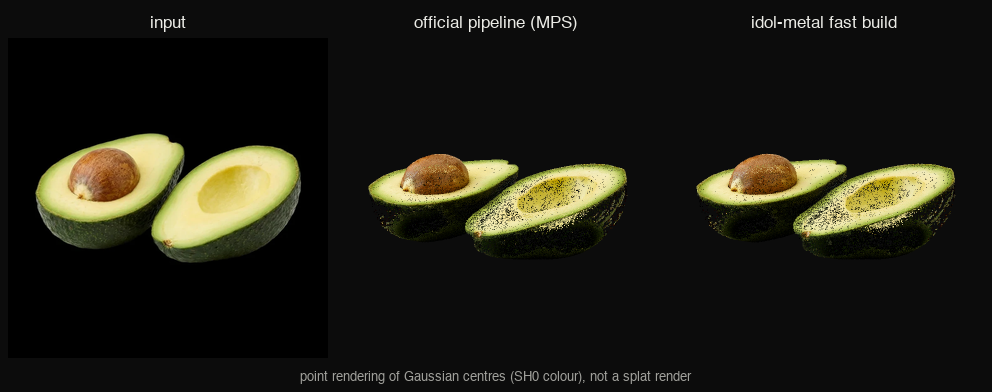 input
official pipeline (MPS)
idol-metal fast build
point rendering of Gaussian centres (SH0 colour), not a splat render